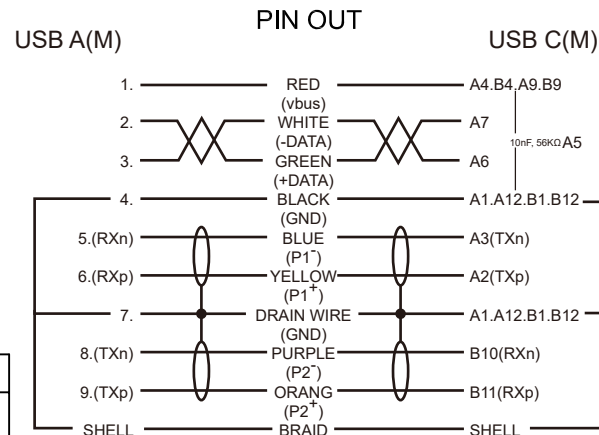 PIN OUT
USB A(M) USB C(M)
1. RED A4.B4.A9.B9
(vbus)
2. WHITE A7
(-DATA) 10nF, 56KΩ A5
3. GREEN A6
(+DATA)
4. BLACK A1.A12.B1.B12
(GND)
5.(RXn) BLUE A3(TXn)
(P1⁻)
6.(RXp) YELLOW A2(TXp)
(P1⁺)
7. DRAIN WIRE A1.A12.B1.B12
(GND)
8.(TXn) PURPLE B10(RXn)
(P2⁻)
9.(TXp) ORANG B11(RXp)
(P2⁺)
SHELL BRAID SHELL